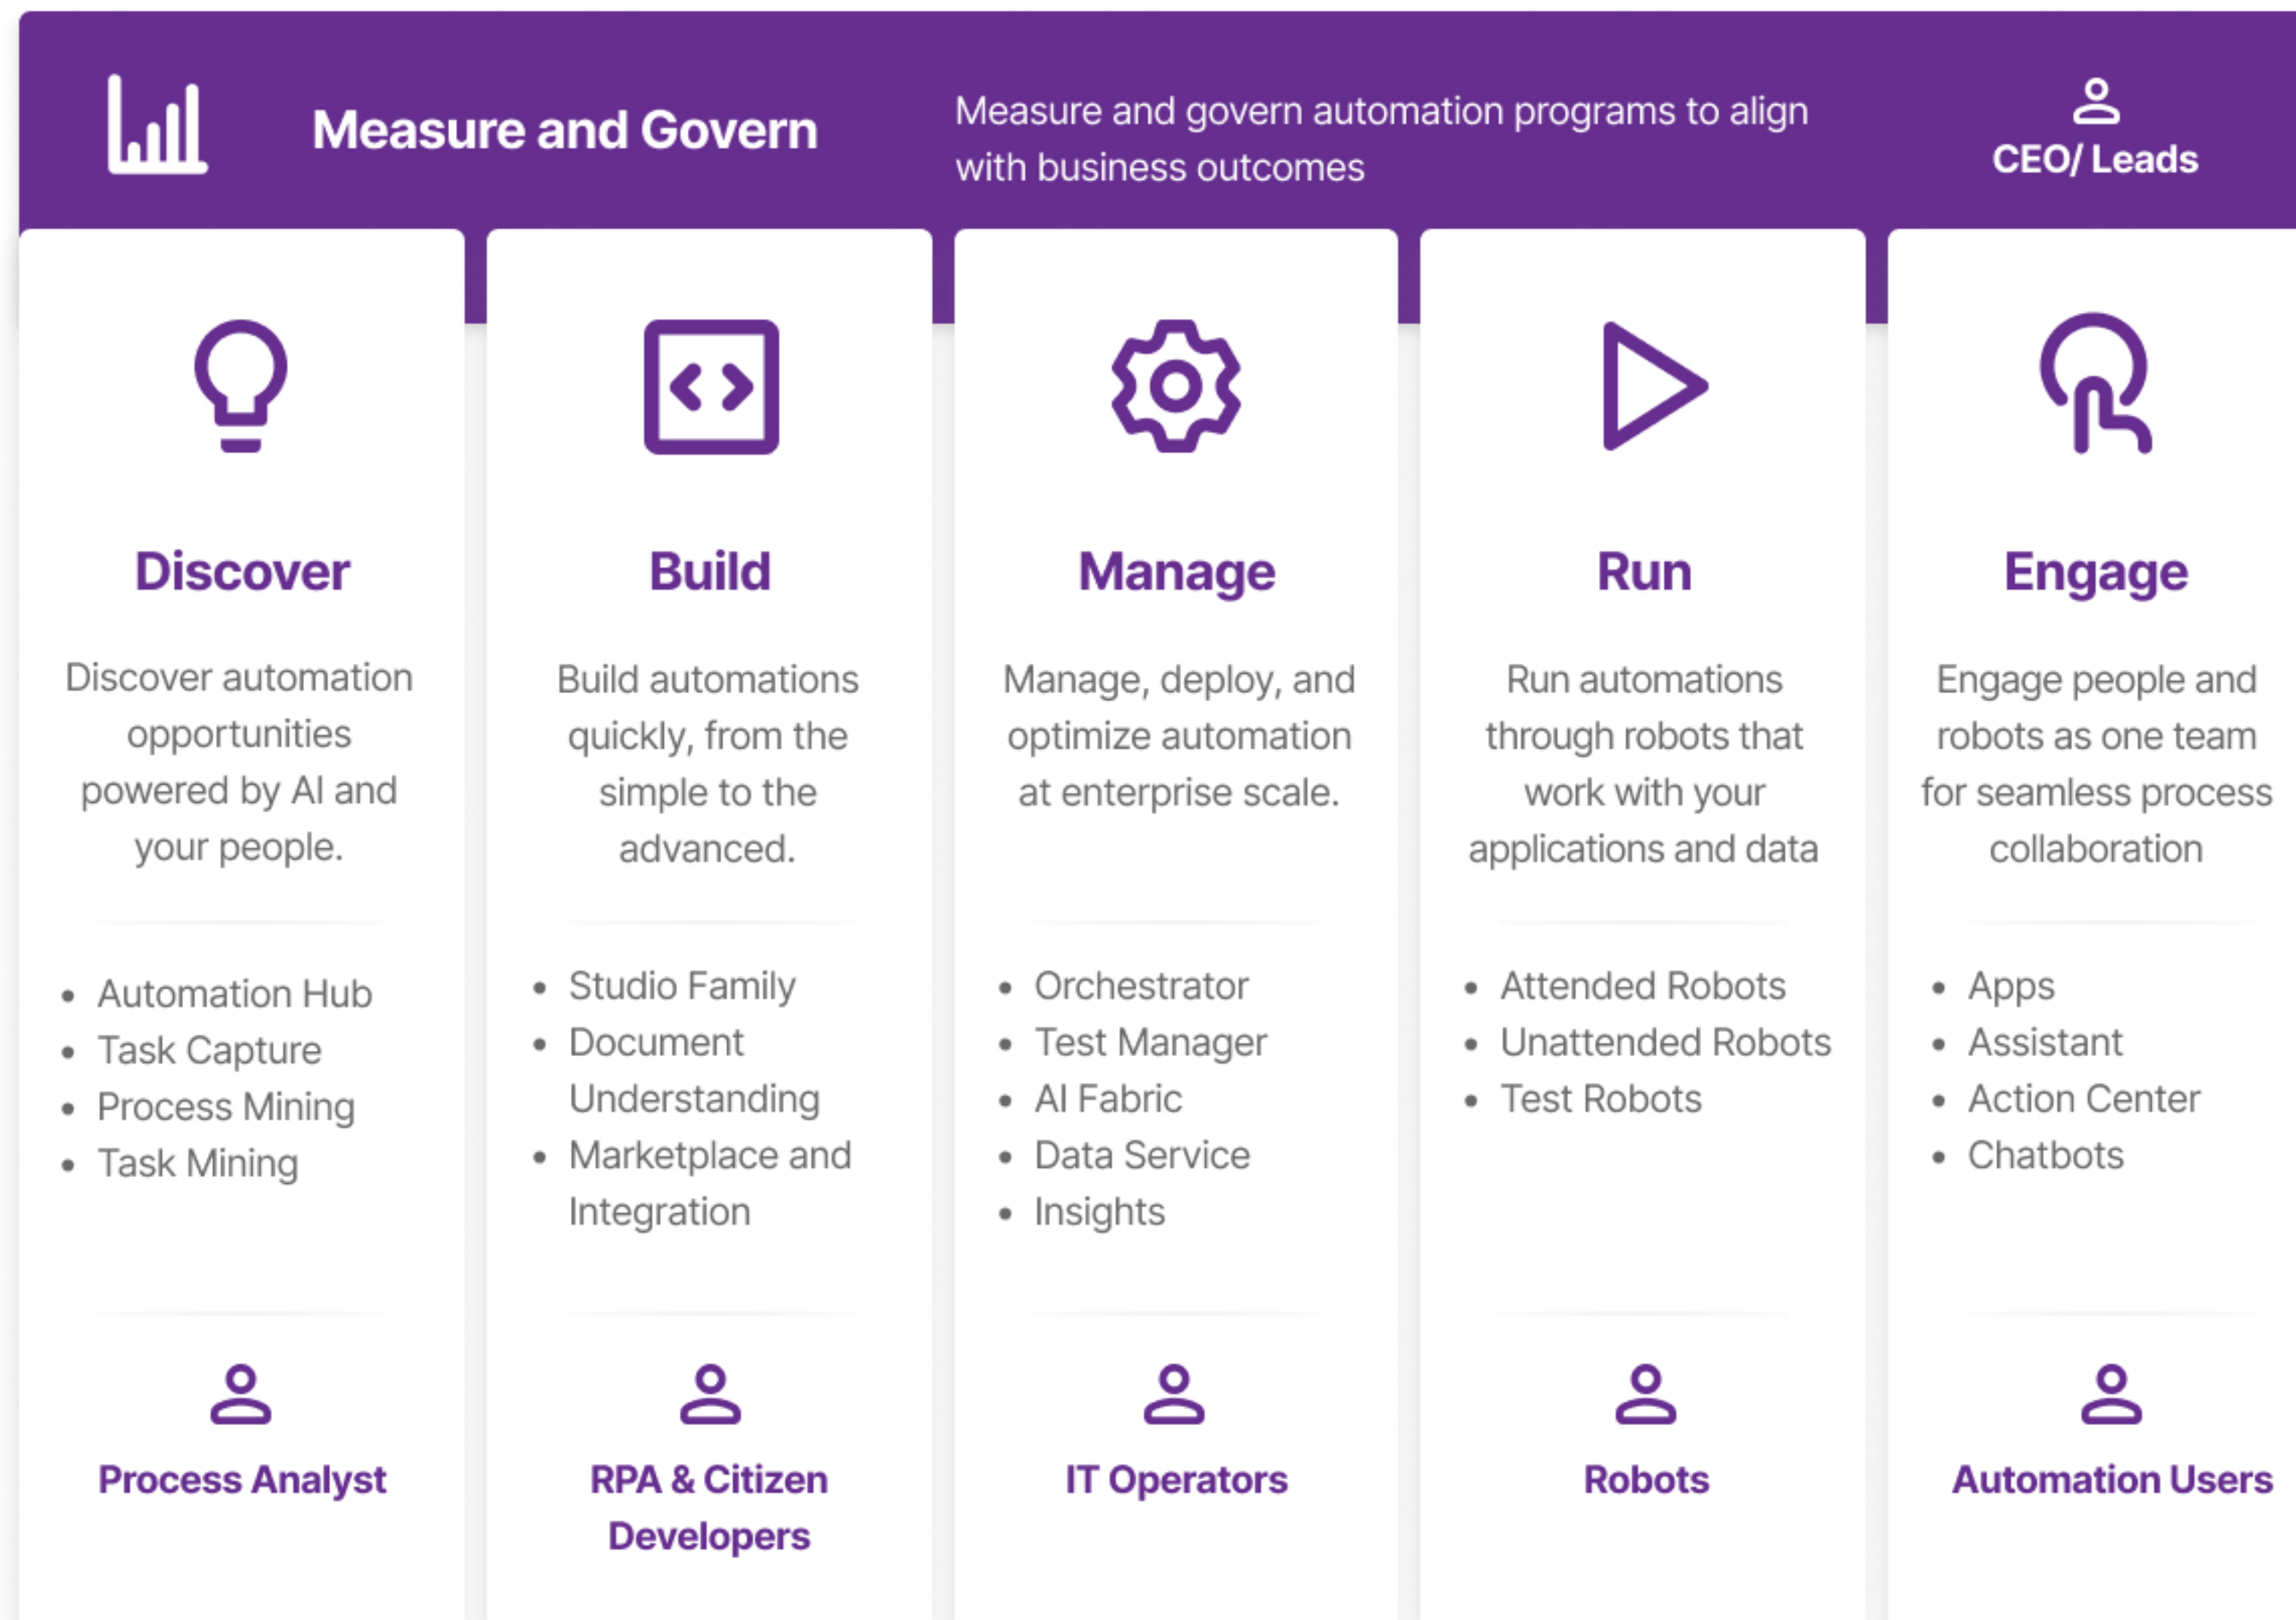 Measure and Govern
Measure and govern automation programs to align
with business outcomes
CEO/ Leads
Discover
Discover automation
opportunities
powered by AI and
your people.
• Automation Hub
• Task Capture
• Process Mining
• Task Mining
Process Analyst
Build
Build automations
quickly, from the
simple to the
advanced.
• Studio Family
• Document
Understanding
• Marketplace and
Integration
RPA & Citizen
Developers
Manage
Manage, deploy, and
optimize automation
at enterprise scale.
• Orchestrator
• Test Manager
• AI Fabric
• Data Service
• Insights
IT Operators
Run
Run automations
through robots that
work with your
applications and data
• Attended Robots
• Unattended Robots
• Test Robots
Robots
Engage
Engage people and
robots as one team
for seamless process
collaboration
• Apps
• Assistant
• Action Center
• Chatbots
Automation Users